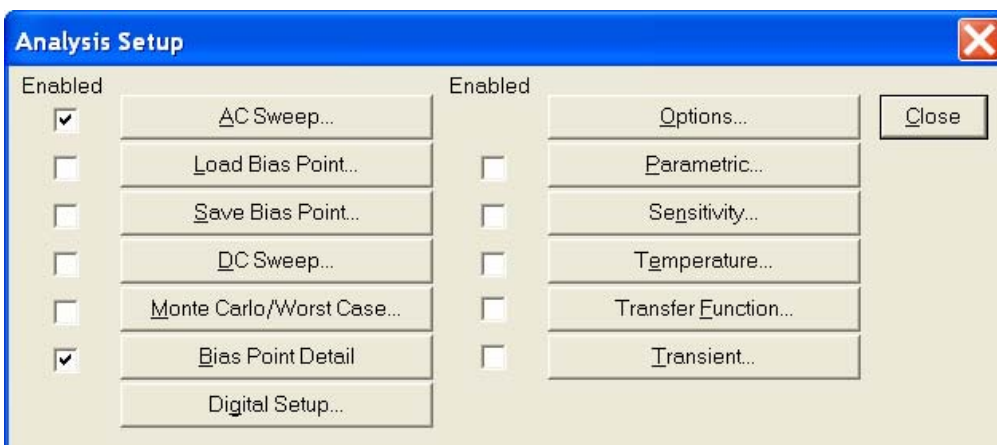 Analysis Setup
Enabled
AC Sweep...
Load Bias Point...
Save Bias Point...
DC Sweep...
Monte Carlo/Worst Case...
Bias Point Detail
Digital Setup...
Enabled
Options...
Parametric...
Sensitivity...
Temperature...
Transfer Function...
Transient...
Close